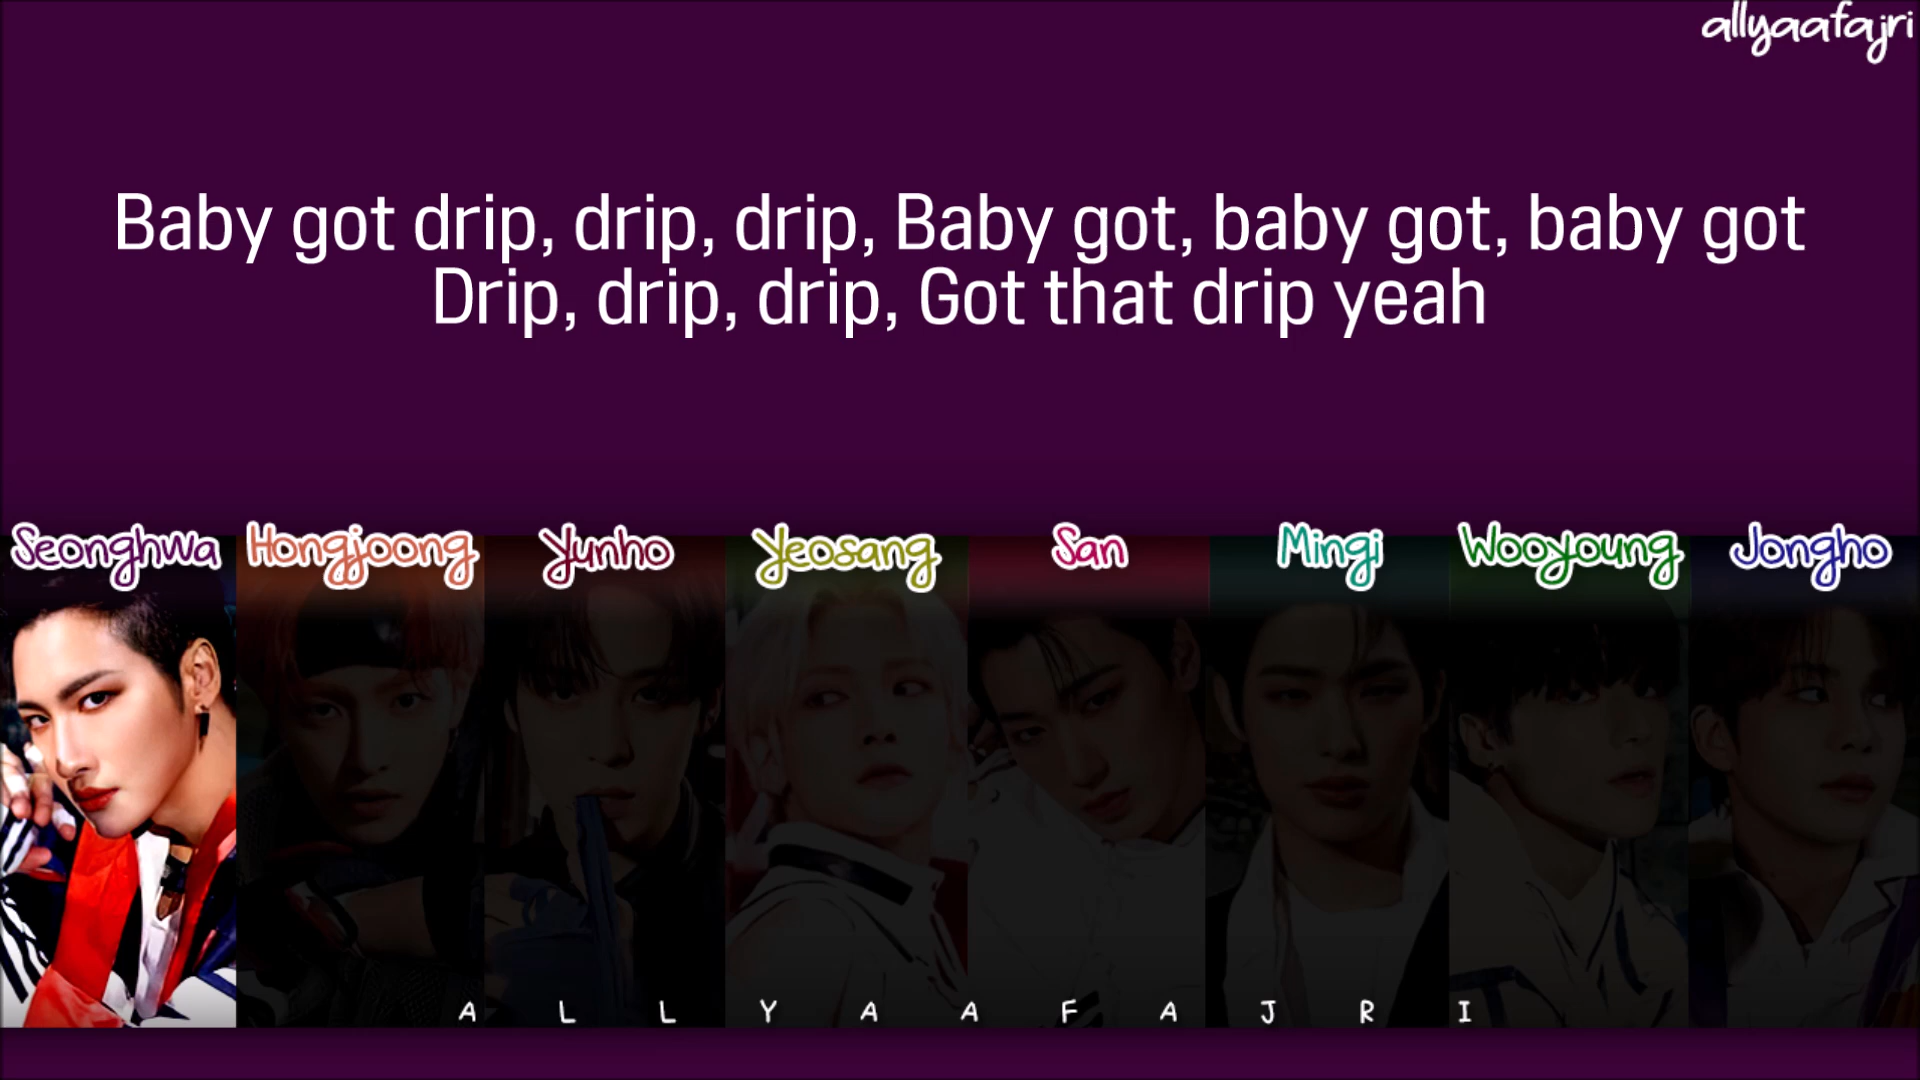 allyaafajri
Baby got drip, drip, drip, Baby got, baby got, baby got
Drip, drip, drip, Got that drip yeah
Seonghwa Hongjoong Yunho Yeosang San Mingi Wooyoung Jongho
A L L Y A A F A J R I